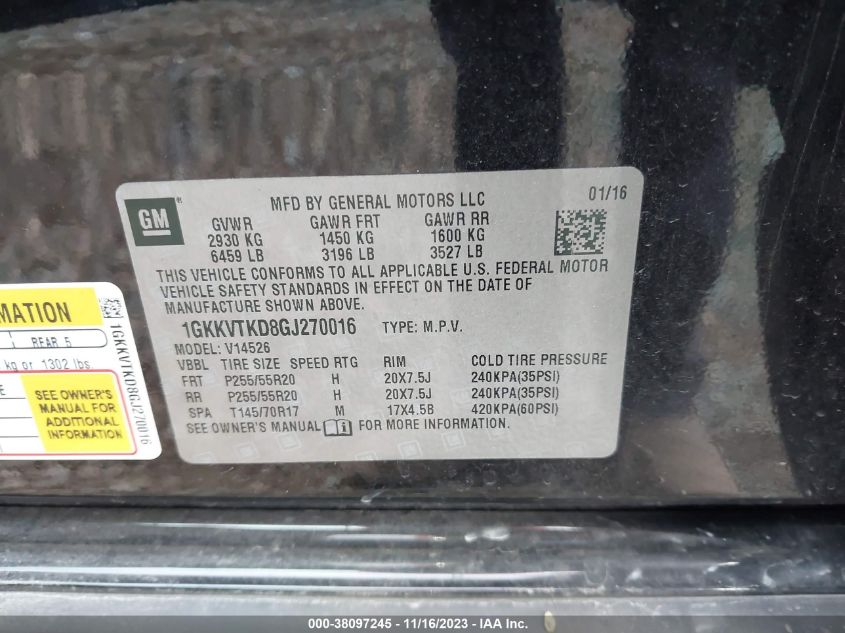 MFD BY GENERAL MOTORS LLC 01/16
GM
GVWR GAWR FRT GAWR RR
2930 KG 1450 KG 1600 KG
6459 LB 3196 LB 3527 LB
THIS VEHICLE CONFORMS TO ALL APPLICABLE U.S. FEDERAL MOTOR
VEHICLE SAFETY STANDARDS IN EFFECT ON THE DATE OF
MANUFACTURE SHOWN ABOVE.
1GKKVTKD8GJ270016 TYPE: M.P.V.
MODEL: V14526
VBBL TIRE SIZE SPEED RTG RIM COLD TIRE PRESSURE
FRT P255/55R20 H 20X7.5J 240KPA(35PSI)
RR P255/55R20 H 20X7.5J 240KPA(35PSI)
SPA T145/70R17 M 17X4.5B 420KPA(60PSI)
SEE OWNER'S MANUAL FOR MORE INFORMATION.
REAR 5
kg or 1302 lbs.
SEE OWNER'S
MANUAL FOR
ADDITIONAL
INFORMATION
1GKKVTKD8GJ270016
000-38097245 - 11/16/2023 - IAA Inc.